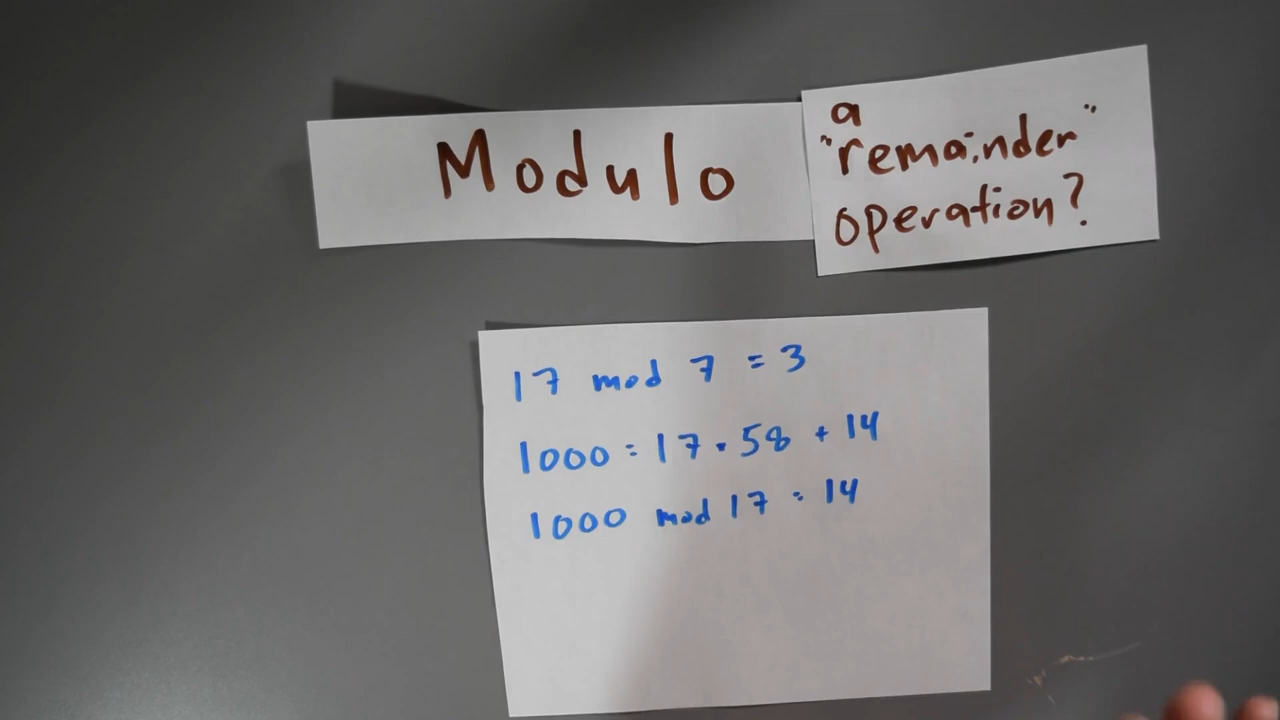 Modulo
a
"remainder"
operation?
17 mod 7 = 3
1000 = 17 · 58 + 14
1000 mod 17 = 14